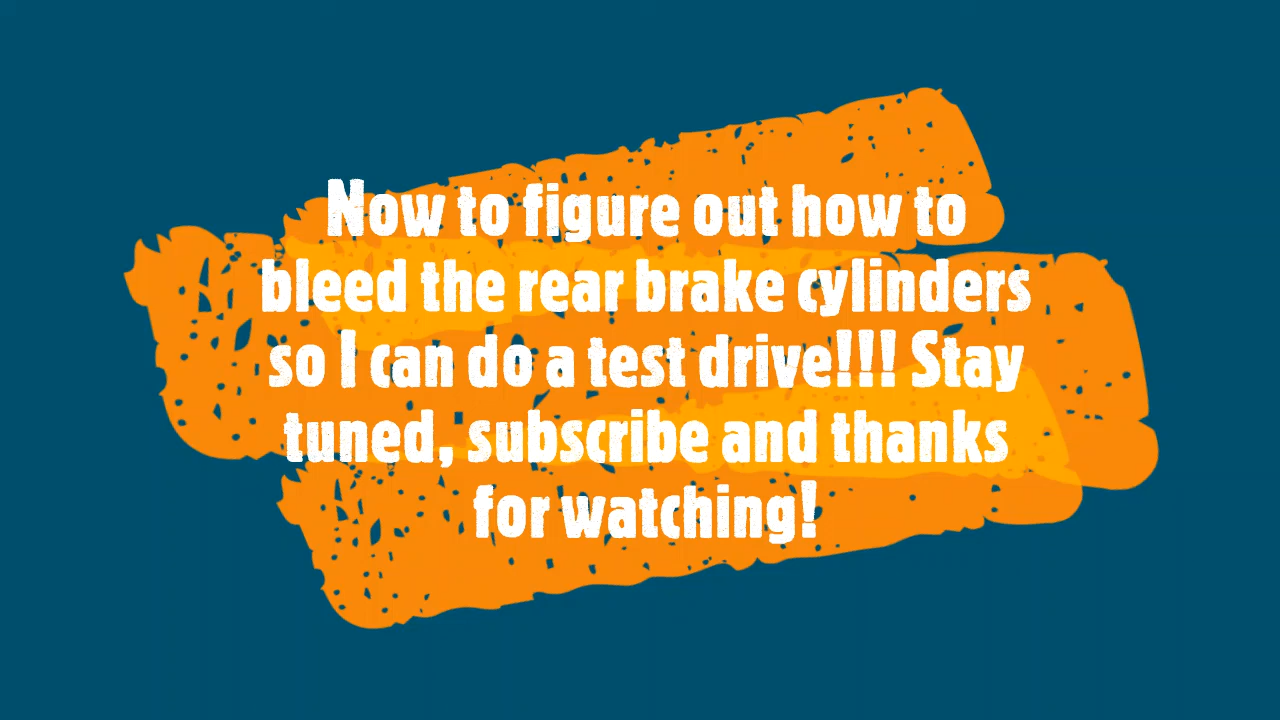 Now to figure out how to
bleed the rear brake cylinders
so I can do a test drive!!! Stay
tuned, subscribe and thanks
for watching!